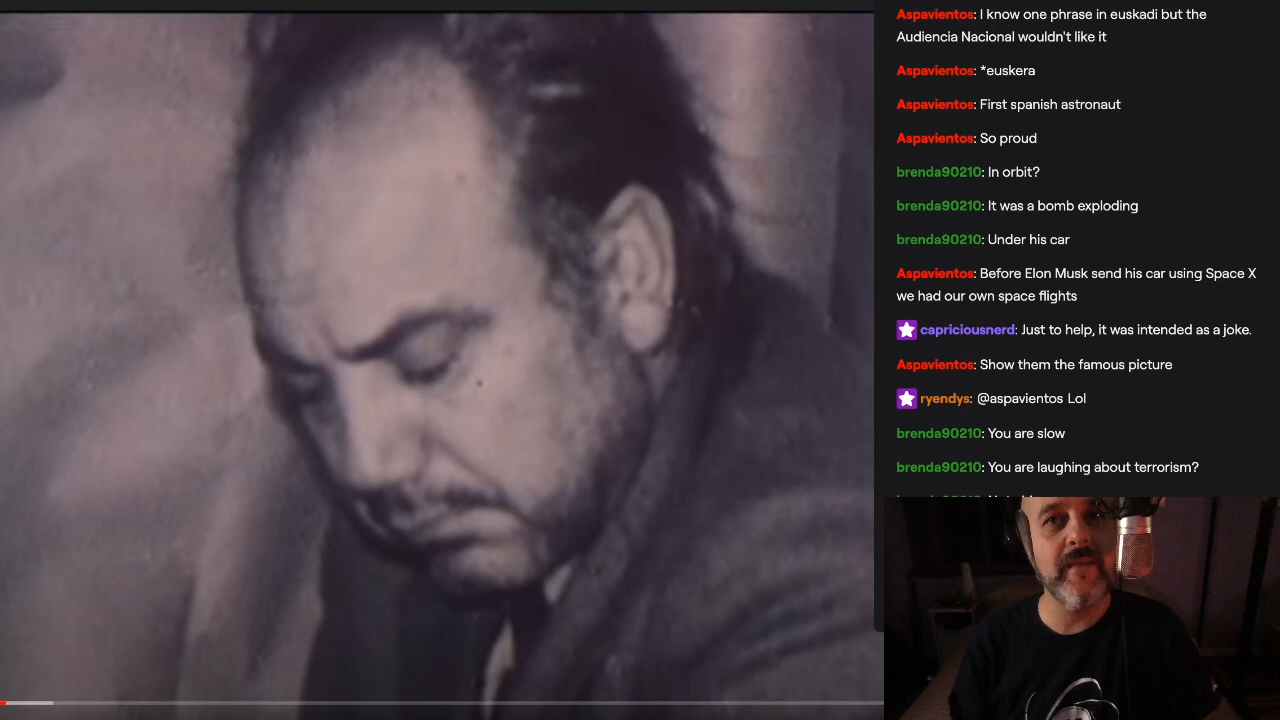 Aspavientos: I know one phrase in euskadi but the
Audiencia Nacional wouldn't like it
Aspavientos: *euskera
Aspavientos: First spanish astronaut
Aspavientos: So proud
brenda90210: In orbit?
brenda90210: It was a bomb exploding
brenda90210: Under his car
Aspavientos: Before Elon Musk send his car using Space X
we had our own space flights
capriciousnerd: Just to help, it was intended as a joke.
Aspavientos: Show them the famous picture
ryendys: @aspavientos Lol
brenda90210: You are slow
brenda90210: You are laughing about terrorism?